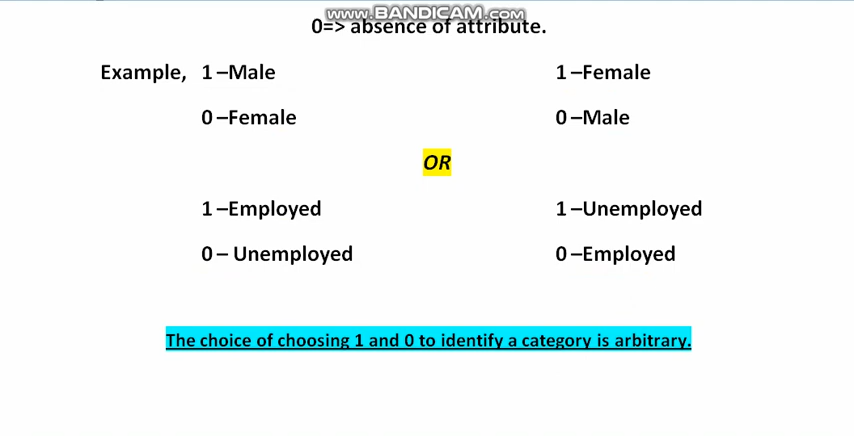 www.BANDICAM.com
0=> absence of attribute.
Example, 1 –Male 1 –Female
0 –Female 0 –Male
OR
1 –Employed 1 –Unemployed
0 – Unemployed 0 –Employed
The choice of choosing 1 and 0 to identify a category is arbitrary.